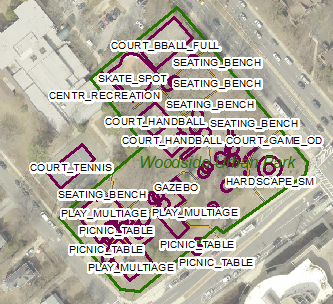 COURT_BBALL_FULL
SEATING_BENCH
SKATE_SPOT
SEATING_BENCH
CENTR_RECREATION
SEATING_BENCH
COURT_HANDBALL
SEATING_BENCH
COURT_HANDBALL
COURT_GAME_OD
Woodside Urban Park
COURT_TENNIS
HARDSCAPE_SM
GAZEBO
SEATING_BENCH
PLAY_MULTIAGE
PLAY_MULTIAGE
PICNIC_TABLE
PICNIC_TABLE
PICNIC_TABLE
PICNIC_TABLE
PLAY_MULTIAGE